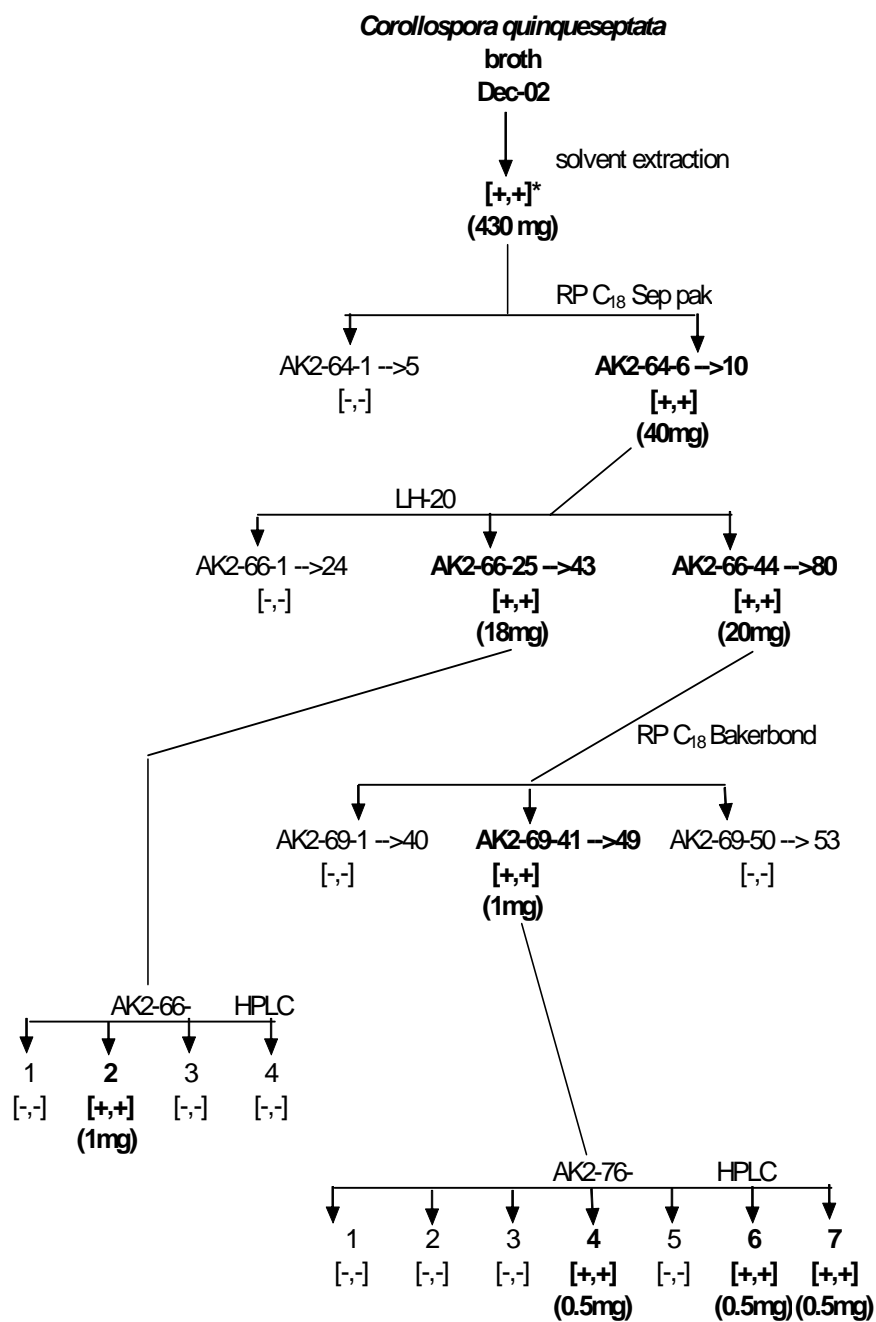 Corollospora quinqueseptata
broth
Dec-02
solvent extraction
[+,+]*
(430 mg)
RP C18 Sep pak
AK2-64-1 -->5 AK2-64-6 -->10
[-,-] [+,+]
(40mg)
LH-20
AK2-66-1 -->24 AK2-66-25 -->43 AK2-66-44 -->80
[-,-] [+,+] [+,+]
(18mg) (20mg)
RP C18 Bakerbond
AK2-69-1 -->40 AK2-69-41 -->49 AK2-69-50 --> 53
[-,-] [+,+] [-,-]
(1mg)
AK2-66- HPLC
1 2 3 4
[-,-] [+,+] [-,-] [-,-]
(1mg)
AK2-76- HPLC
1 2 3 4 5 6 7
[-,-] [-,-] [-,-] [+,+] [-,-] [+,+] [+,+]
(0.5mg) (0.5mg) (0.5mg)